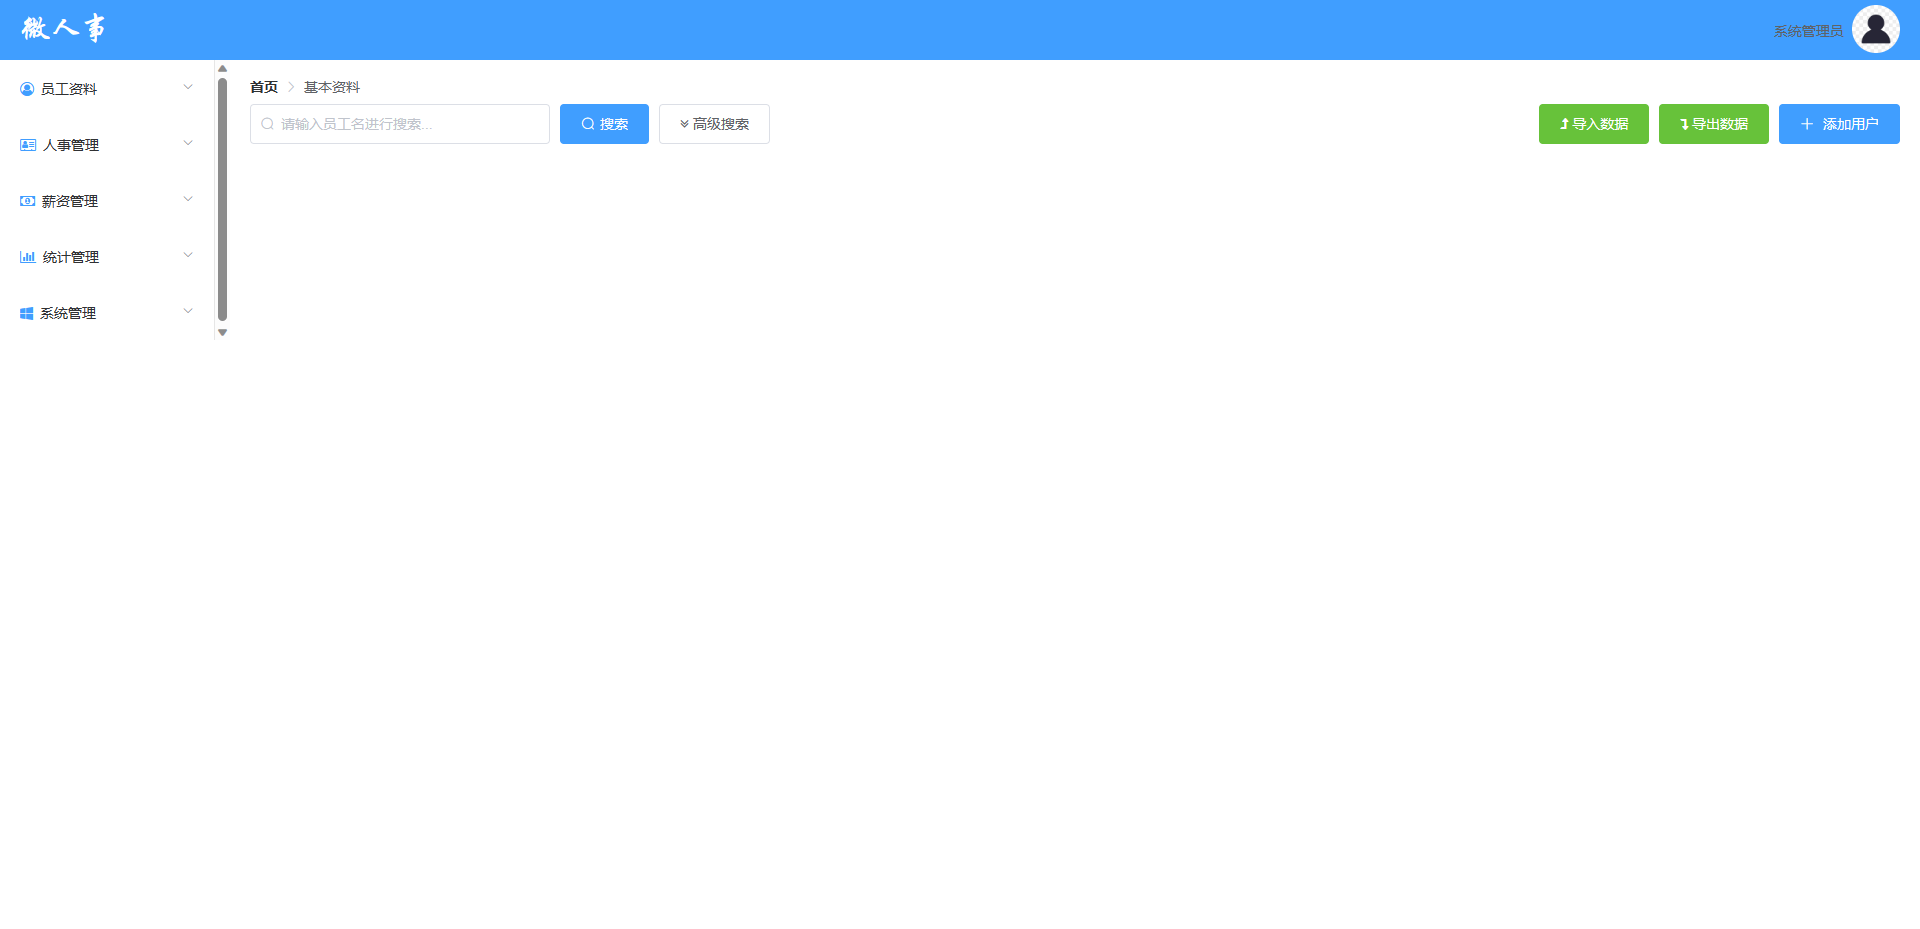 微人事
系统管理员
员工资料
人事管理
薪资管理
统计管理
系统管理
首页 基本资料
请输入员工名进行搜索...
搜索
高级搜索
导入数据
导出数据
添加用户